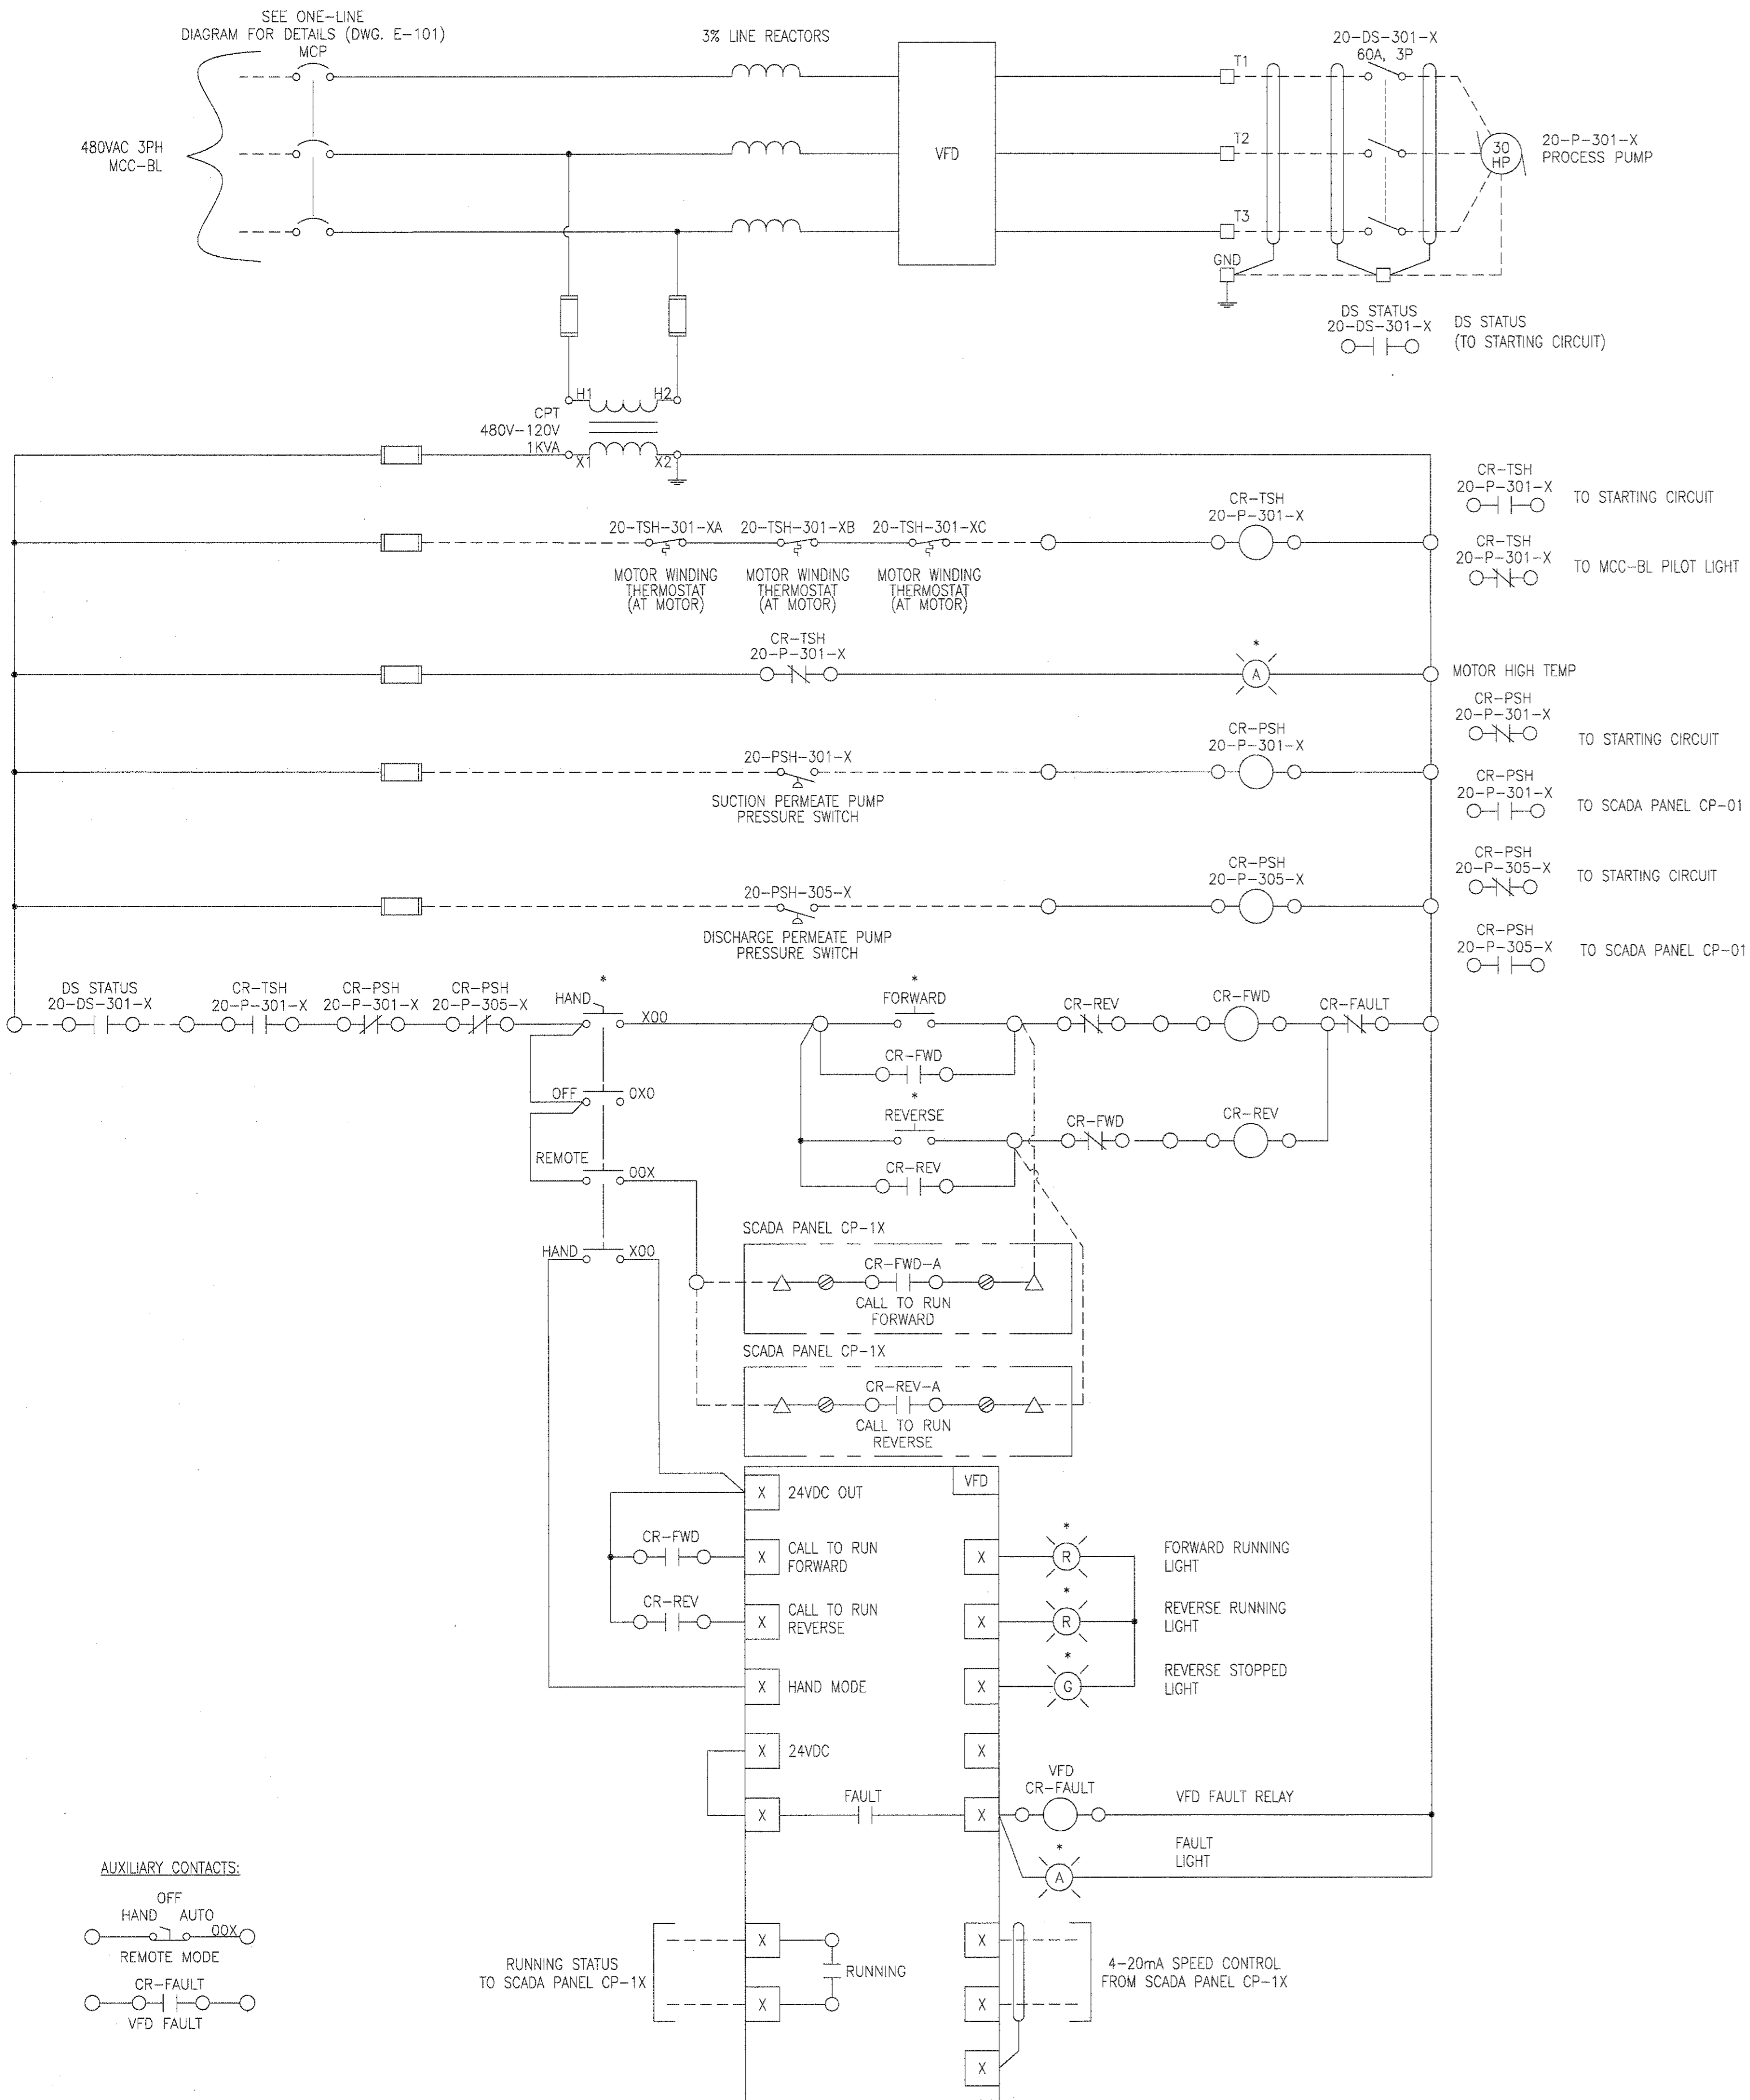 SEE ONE-LINE
DIAGRAM FOR DETAILS (DWG. E-101)
MCP
3% LINE REACTORS
20-DS-301-X
60A, 3P
480VAC 3PH
MCC-BL
VFD
T1
T2
T3
GND
30
HP
20-P-301-X
PROCESS PUMP
DS STATUS
20-DS-301-X
DS STATUS
(TO STARTING CIRCUIT)
H1
H2
CPT
480V-120V
1KVA
X1
X2
CR-TSH
20-P-301-X
TO STARTING CIRCUIT
20-TSH-301-XA
20-TSH-301-XB
20-TSH-301-XC
CR-TSH
20-P-301-X
MOTOR WINDING
THERMOSTAT
(AT MOTOR)
MOTOR WINDING
THERMOSTAT
(AT MOTOR)
MOTOR WINDING
THERMOSTAT
(AT MOTOR)
CR-TSH
20-P-301-X
TO MCC-BL PILOT LIGHT
CR-TSH
20-P-301-X
*
A
MOTOR HIGH TEMP
CR-PSH
20-P-301-X
TO STARTING CIRCUIT
20-PSH-301-X
SUCTION PERMEATE PUMP
PRESSURE SWITCH
CR-PSH
20-P-301-X
CR-PSH
20-P-301-X
TO SCADA PANEL CP-01
20-PSH-305-X
DISCHARGE PERMEATE PUMP
PRESSURE SWITCH
CR-PSH
20-P-305-X
CR-PSH
20-P-305-X
TO STARTING CIRCUIT
CR-PSH
20-P-305-X
TO SCADA PANEL CP-01
DS STATUS
20-DS-301-X
CR-TSH
20-P-301-X
CR-PSH
20-P-301-X
CR-PSH
20-P-305-X
*
HAND
X00
*
FORWARD
CR-REV
CR-FWD
CR-FAULT
CR-FWD
OFF
0X0
*
REVERSE
CR-FWD
CR-REV
REMOTE
00X
CR-REV
HAND
X00
SCADA PANEL CP-1X
CR-FWD-A
CALL TO RUN
FORWARD
SCADA PANEL CP-1X
CR-REV-A
CALL TO RUN
REVERSE
VFD
X
24VDC OUT
CR-FWD
X
CALL TO RUN
FORWARD
X
*
R
FORWARD RUNNING
LIGHT
CR-REV
X
CALL TO RUN
REVERSE
X
*
R
REVERSE RUNNING
LIGHT
X
HAND MODE
X
*
G
REVERSE STOPPED
LIGHT
X
24VDC
X
X
FAULT
X
VFD
CR-FAULT
VFD FAULT RELAY
*
A
FAULT
LIGHT
AUXILIARY CONTACTS:
OFF
HAND AUTO
00X
REMOTE MODE
CR-FAULT
VFD FAULT
RUNNING STATUS
TO SCADA PANEL CP-1X
X
X
RUNNING
X
X
X
4-20mA SPEED CONTROL
FROM SCADA PANEL CP-1X